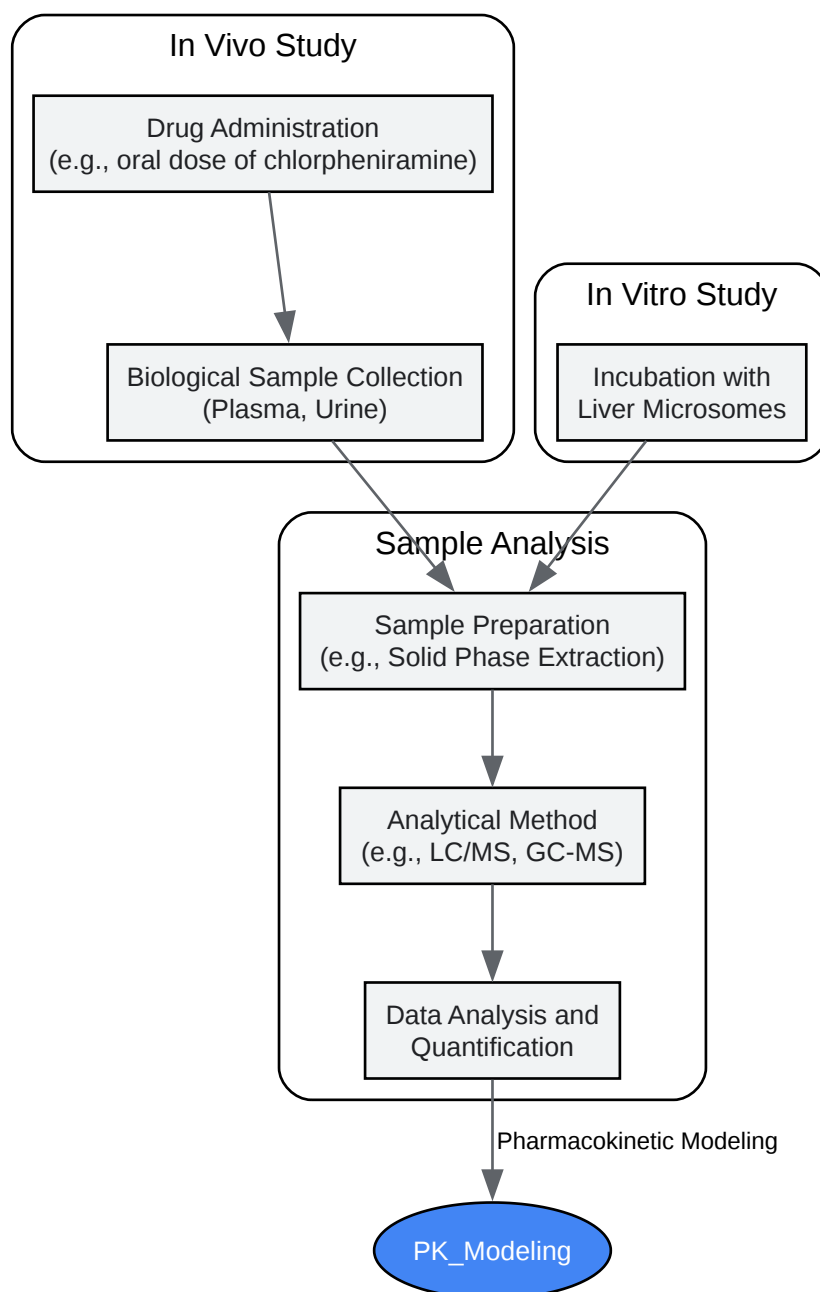 In Vivo Study
Drug Administration
(e.g., oral dose of chlorpheniramine)
Biological Sample Collection
(Plasma, Urine)
In Vitro Study
Incubation with
Liver Microsomes
Sample Analysis
Sample Preparation
(e.g., Solid Phase Extraction)
Analytical Method
(e.g., LC/MS, GC-MS)
Data Analysis and
Quantification
Pharmacokinetic Modeling
PK_Modeling